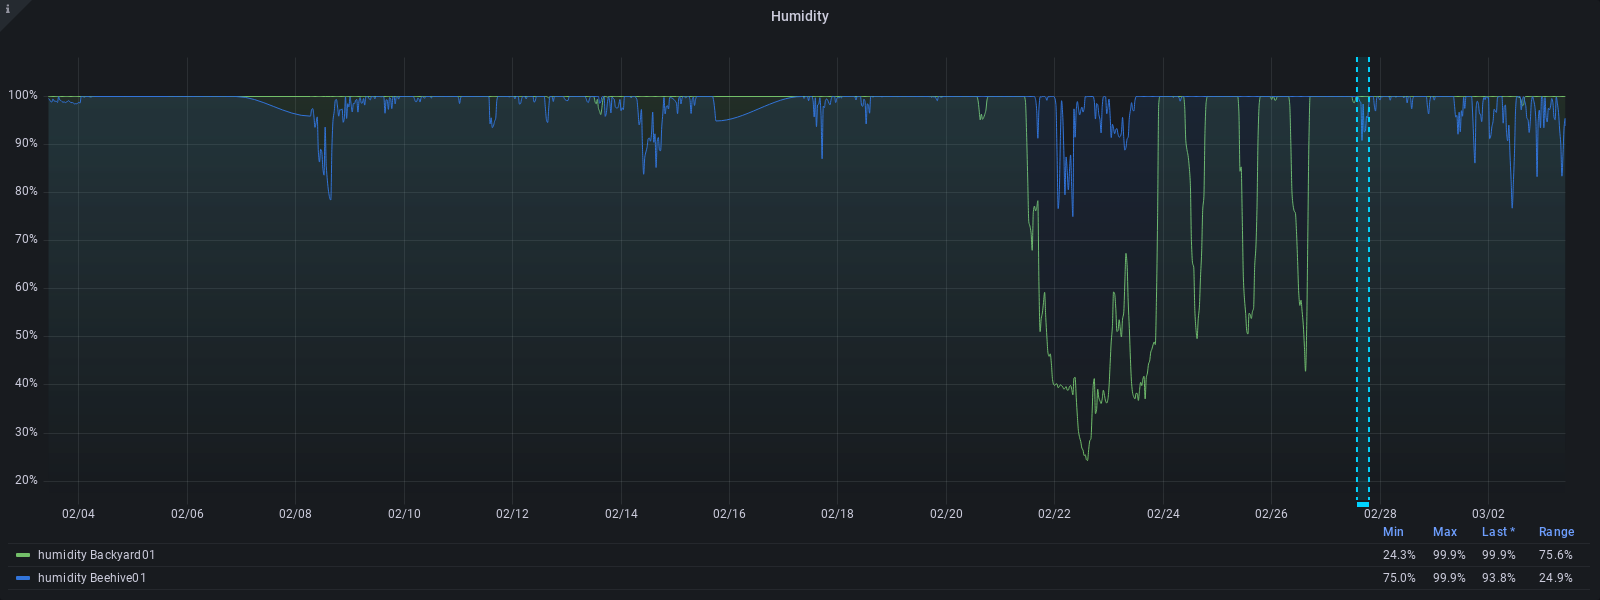 i
Humidity
100%
90%
80%
70%
60%
50%
40%
30%
20%
02/04 02/06 02/08 02/10 02/12 02/14 02/16 02/18 02/20 02/22 02/24 02/26 02/28 03/02
Min Max Last * Range
humidity Backyard01 24.3% 99.9% 99.9% 75.6%
humidity Beehive01 75.0% 99.9% 93.8% 24.9%